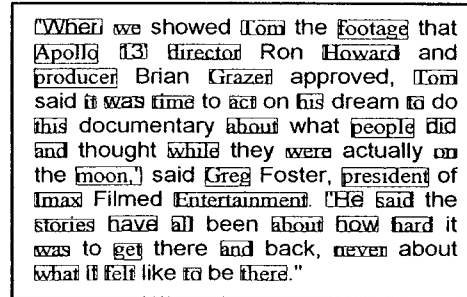 "When we showed Tom the footage that
Apollo 13 director Ron Howard and
producer Brian Grazer approved, Tom
said it was time to act on his dream to do
this documentary about what people did
and thought while they were actually on
the moon," said Greg Foster, president of
Imax Filmed Entertainment. "He said the
stories have all been about how hard it
was to get there and back, never about
what it felt like to be there."